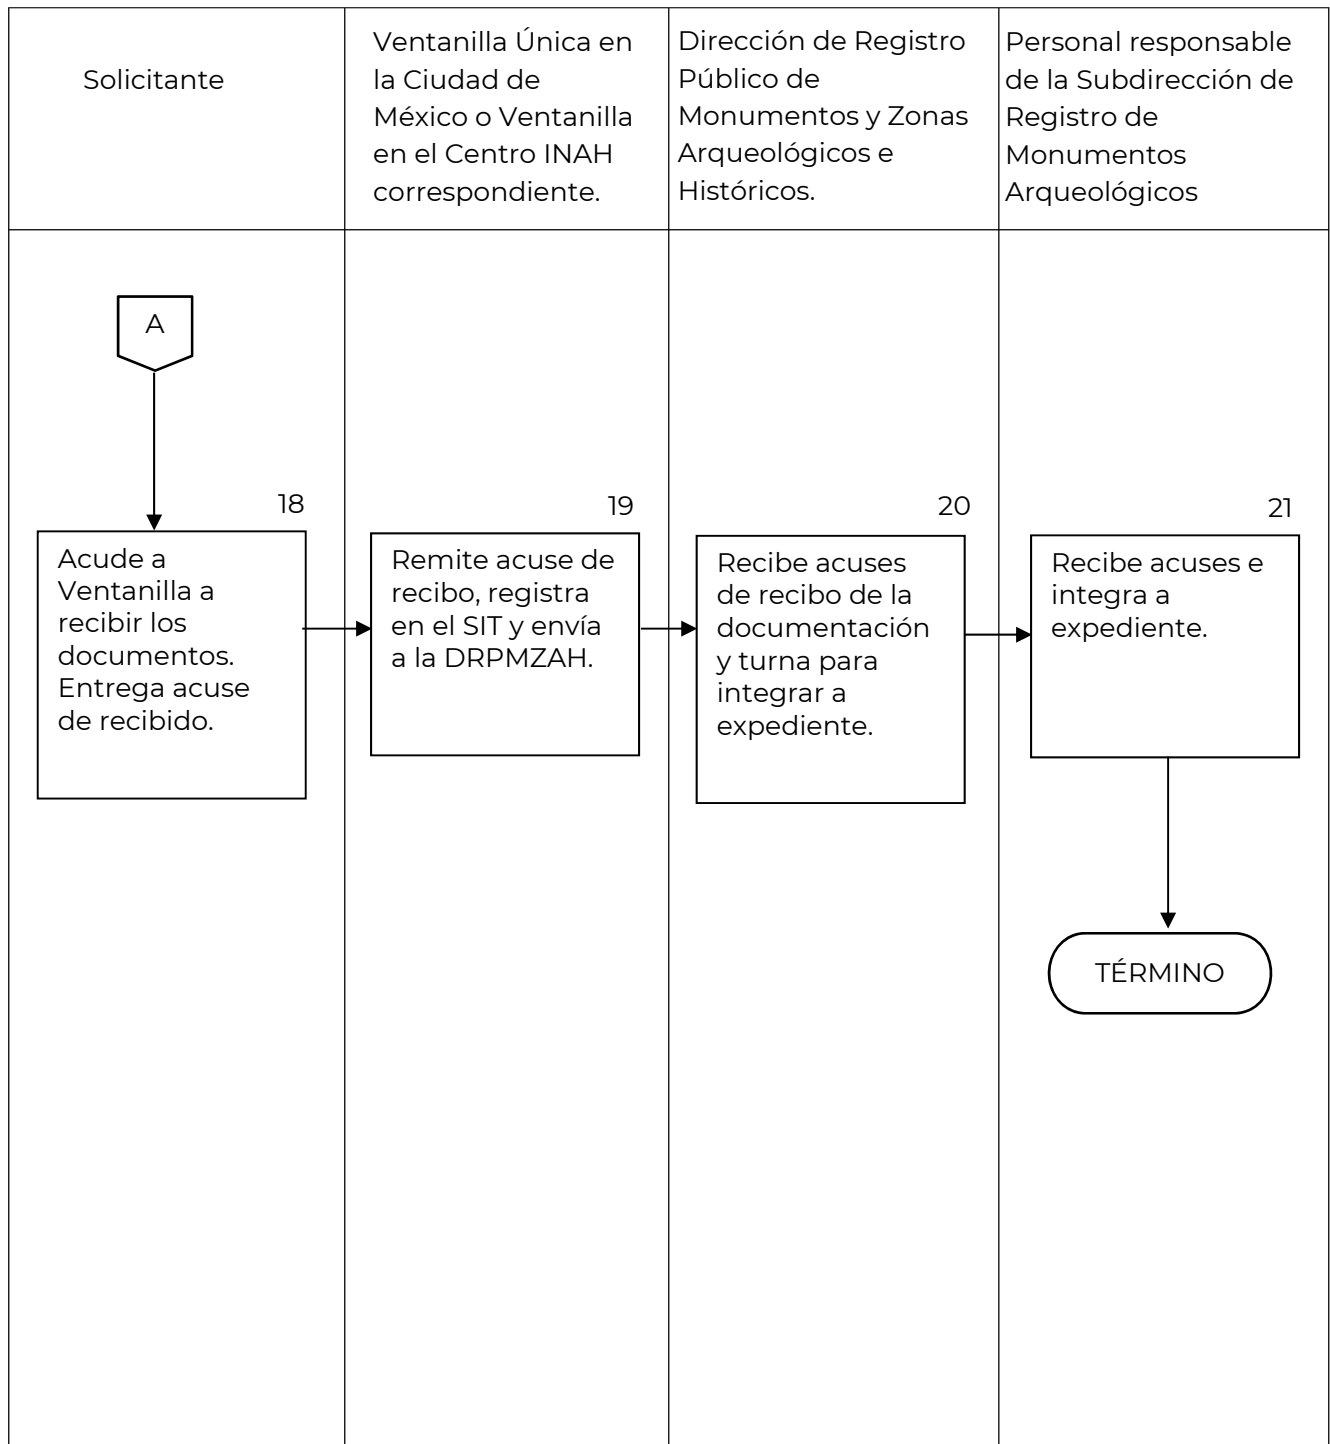 Solicitante
Ventanilla Única en
la Ciudad de
México o Ventanilla
en el Centro INAH
correspondiente.
Dirección de Registro
Público de
Monumentos y Zonas
Arqueológicos e
Históricos.
Personal responsable
de la Subdirección de
Registro de
Monumentos
Arqueológicos
A
18
Acude a
Ventanilla a
recibir los
documentos.
Entrega acuse
de recibido.
19
Remite acuse de
recibo, registra
en el SIT y envía
a la DRPMZAH.
20
Recibe acuses
de recibo de la
documentación
y turna para
integrar a
expediente.
21
Recibe acuses e
integra a
expediente.
TÉRMINO